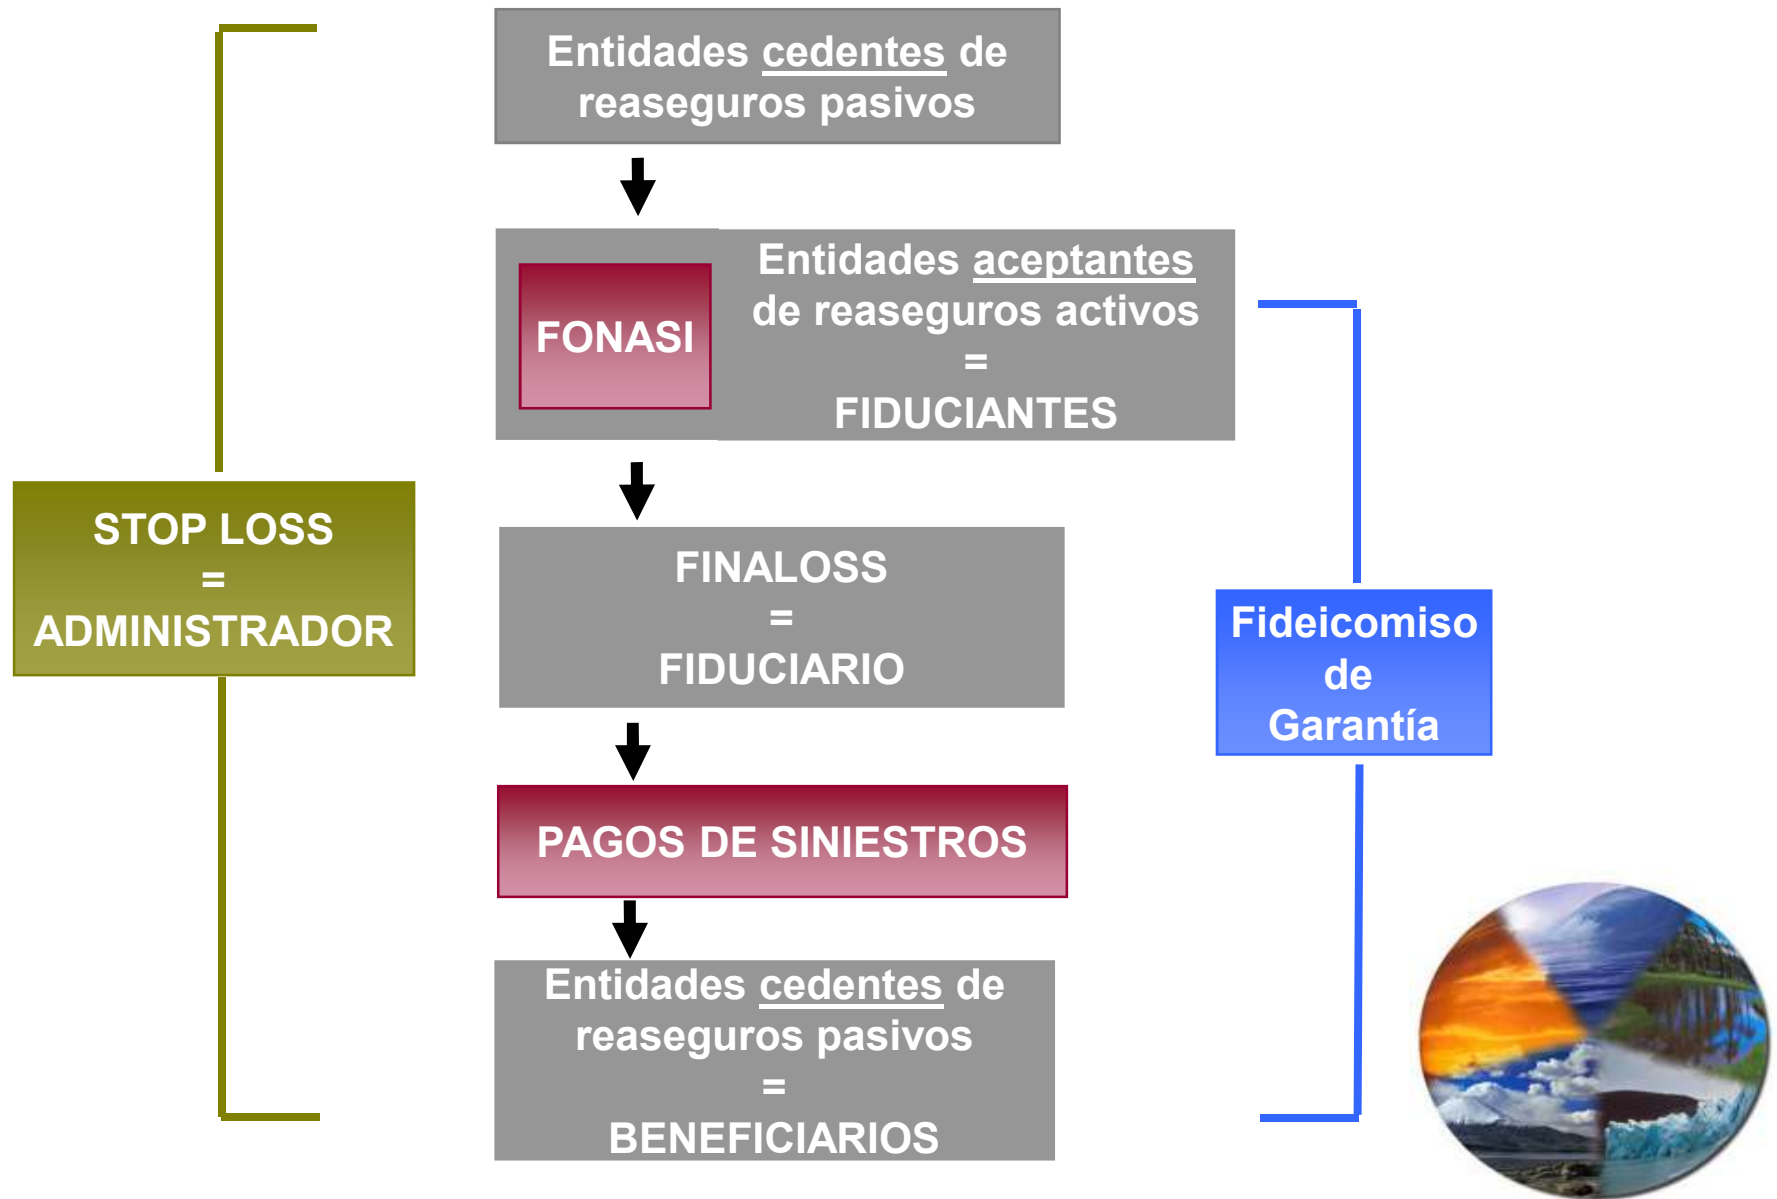 Entidades cedentes de
reaseguros pasivos
FONASI
Entidades aceptantes
de reaseguros activos
=
FIDUCIANTES
STOP LOSS
=
ADMINISTRADOR
FINALOSS
=
FIDUCIARIO
Fideicomiso
de
Garantía
PAGOS DE SINIESTROS
Entidades cedentes de
reaseguros pasivos
=
BENEFICIARIOS